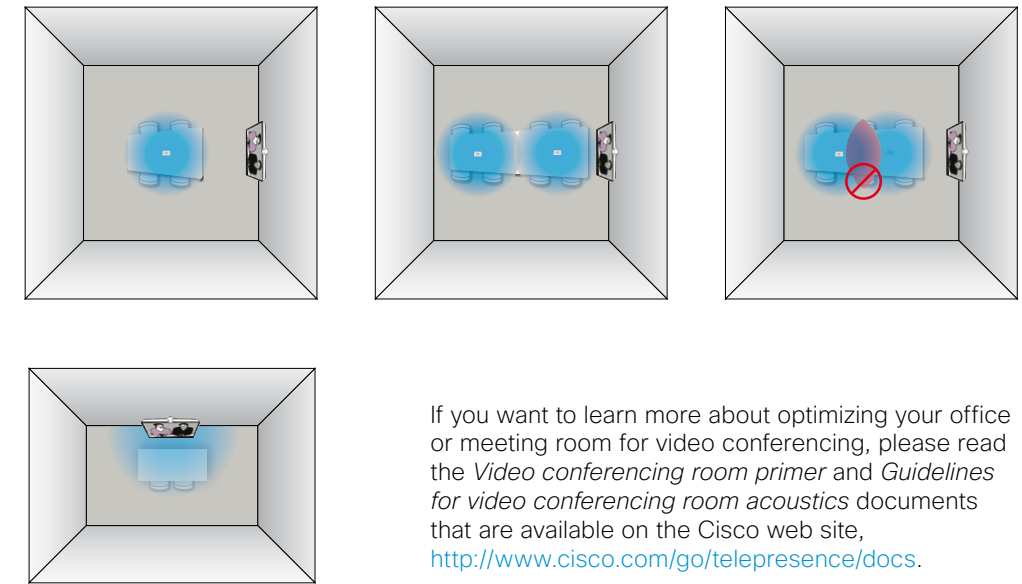 If you want to learn more about optimizing your office
or meeting room for video conferencing, please read
the Video conferencing room primer and Guidelines
for video conferencing room acoustics documents
that are available on the Cisco web site,
http://www.cisco.com/go/telepresence/docs.